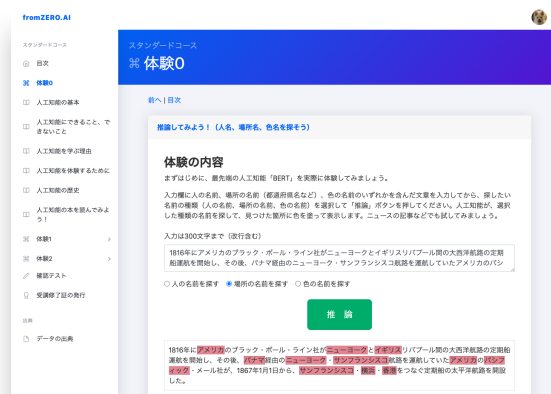 fromZERO.AI
スタンダードコース
目次
体験0
人工知能の基本
人工知能にできること、で
きないこと
人工知能を学ぶ理由
人工知能を体験するために
人工知能の歴史
人工知能の本を読んでみよ
う！
体験1
体験2
確認テスト
受講修了証の発行
出典
データの出典
スタンダードコース
⌘ 体験0
前へ | 目次
推論してみよう！（人名、場所名、色名を探そう）
体験の内容
まずはじめに、最先端の人工知能「BERT」を実際に体験してみましょう。
入力欄に人の名前、場所の名前（都道府県名など）、色の名前のいずれかを含んだ文章を入力してから、探したい
名前の種類（人の名前、場所の名前、色の名前）を選択して「推論」ボタンを押してください。人工知能が、選択
した種類の名前を探して、見つけた箇所に色を塗って表示します。ニュースの記事などでも試してみましょう。
入力は300文字まで（改行含む）
1816年にアメリカのブラック・ボール・ライン社がニューヨークとイギリスリバプール間の大西洋航路の定期
船運航を開始し、その後、パナマ経由のニューヨーク・サンフランシスコ航路を運航していたアメリカのパシ
人の名前を探す 場所の名前を探す 色の名前を探す
推 論
1816年にアメリカのブラック・ボール・ライン社がニューヨークとイギリスリバプール間の大西洋航路の定期船
運航を開始し、その後、パナマ経由のニューヨーク・サンフランシスコ航路を運航していたアメリカのパシフ
ィック・メール社が、1867年1月1日から、サンフランシスコ・横浜・香港をつなぐ定期船の太平洋航路を開設
した。